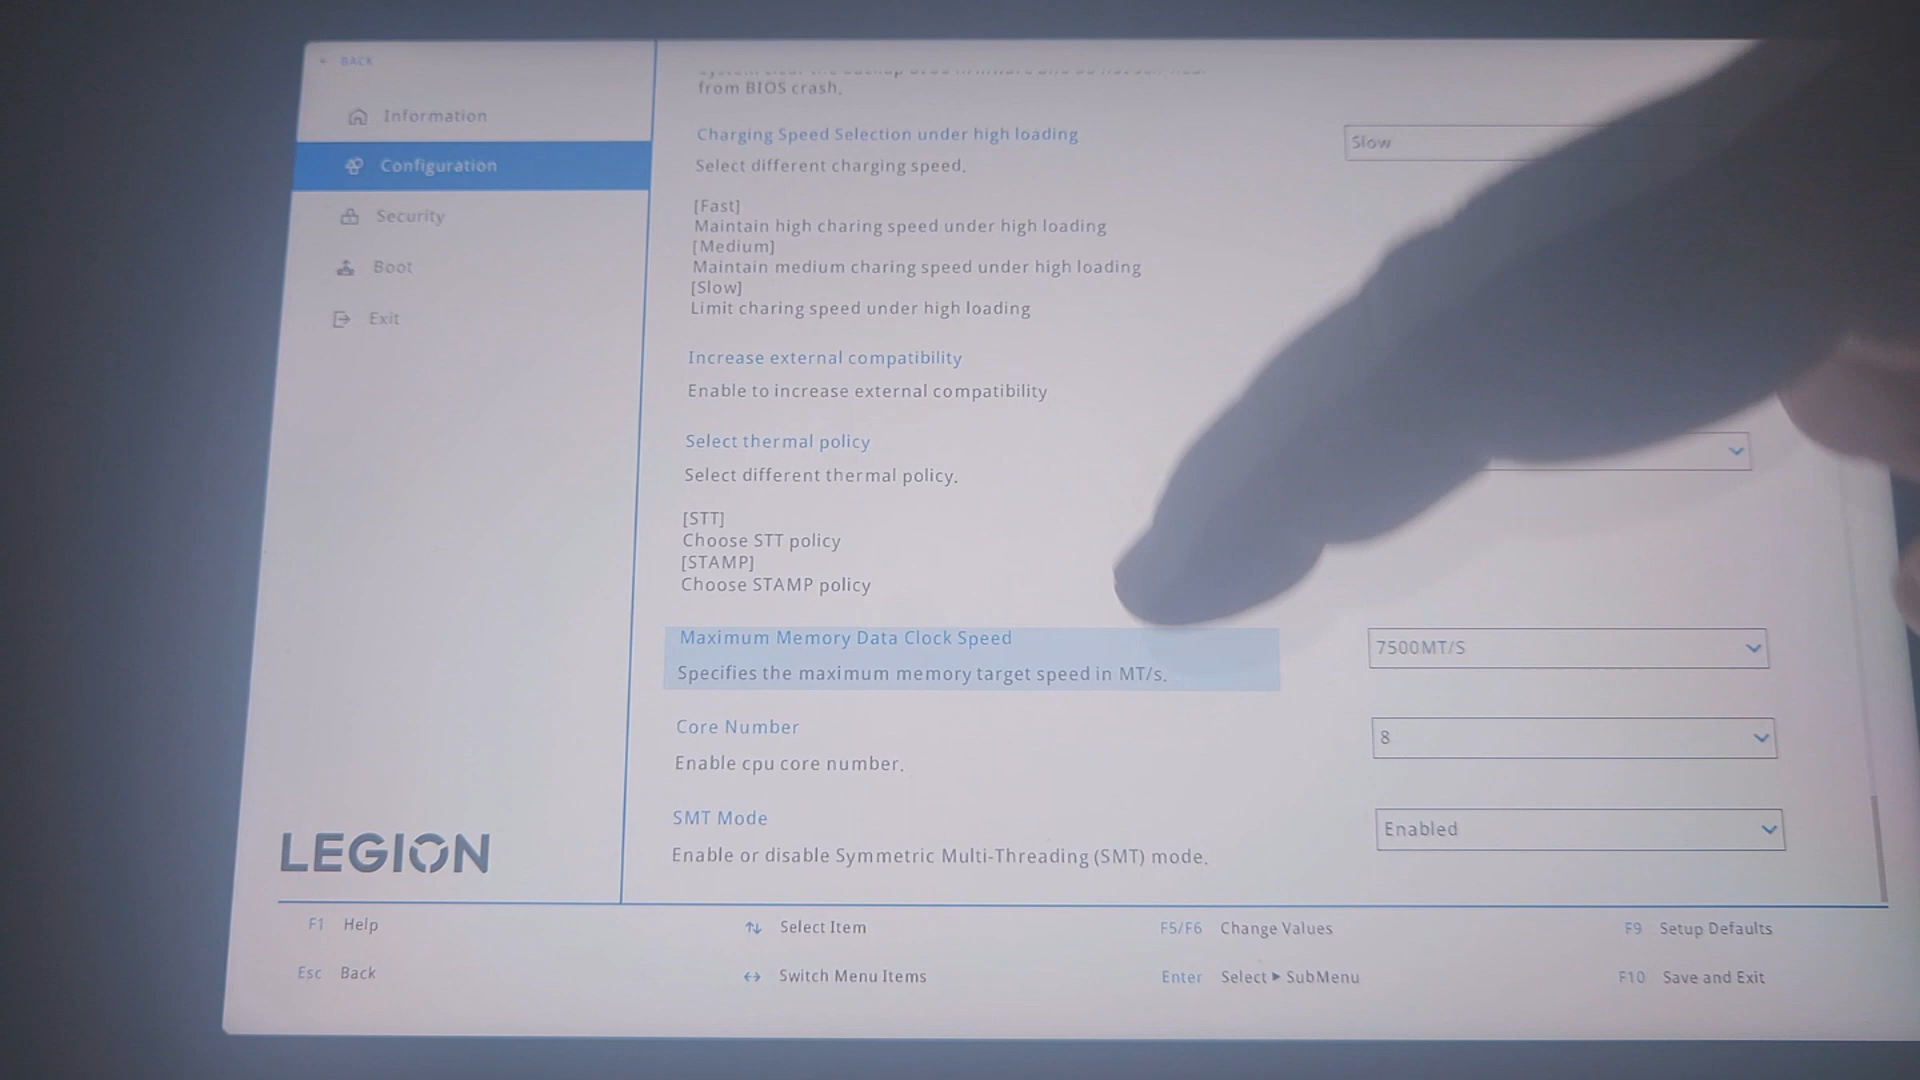 BACK
Information
Configuration
Security
Boot
Exit
LEGION
from BIOS crash.
Charging Speed Selection under high loading
Slow
Select different charging speed.
[Fast]
Maintain high charing speed under high loading
[Medium]
Maintain medium charing speed under high loading
[Slow]
Limit charing speed under high loading
Increase external compatibility
Enable to increase external compatibility
Select thermal policy
Select different thermal policy.
[STT]
Choose STT policy
[STAMP]
Choose STAMP policy
Maximum Memory Data Clock Speed
7500MT/S
Specifies the maximum memory target speed in MT/s.
Core Number
8
Enable cpu core number.
SMT Mode
Enabled
Enable or disable Symmetric Multi-Threading (SMT) mode.
F1 Help
Select Item
F5/F6 Change Values
F9 Setup Defaults
Esc Back
Switch Menu Items
Enter Select ▸ SubMenu
F10 Save and Exit